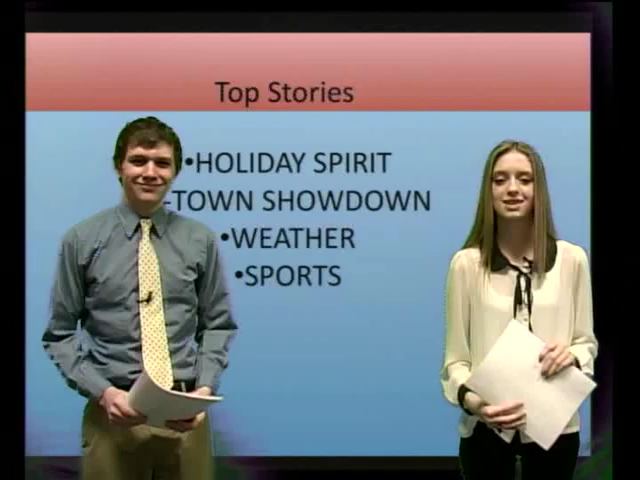 Top Stories
•HOLIDAY SPIRIT
-TOWN SHOWDOWN
•WEATHER
•SPORTS